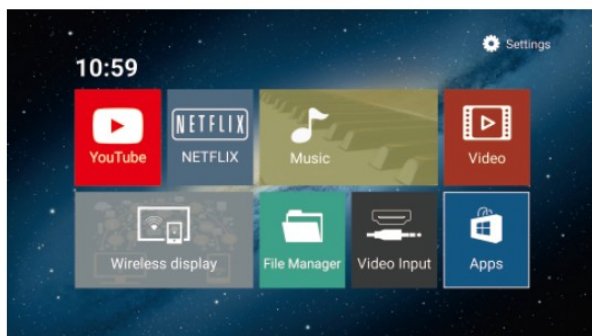 Settings
10:59
NETFLIX
YouTube
NETFLIX
Music
Video
Wireless display
File Manager
Video Input
Apps